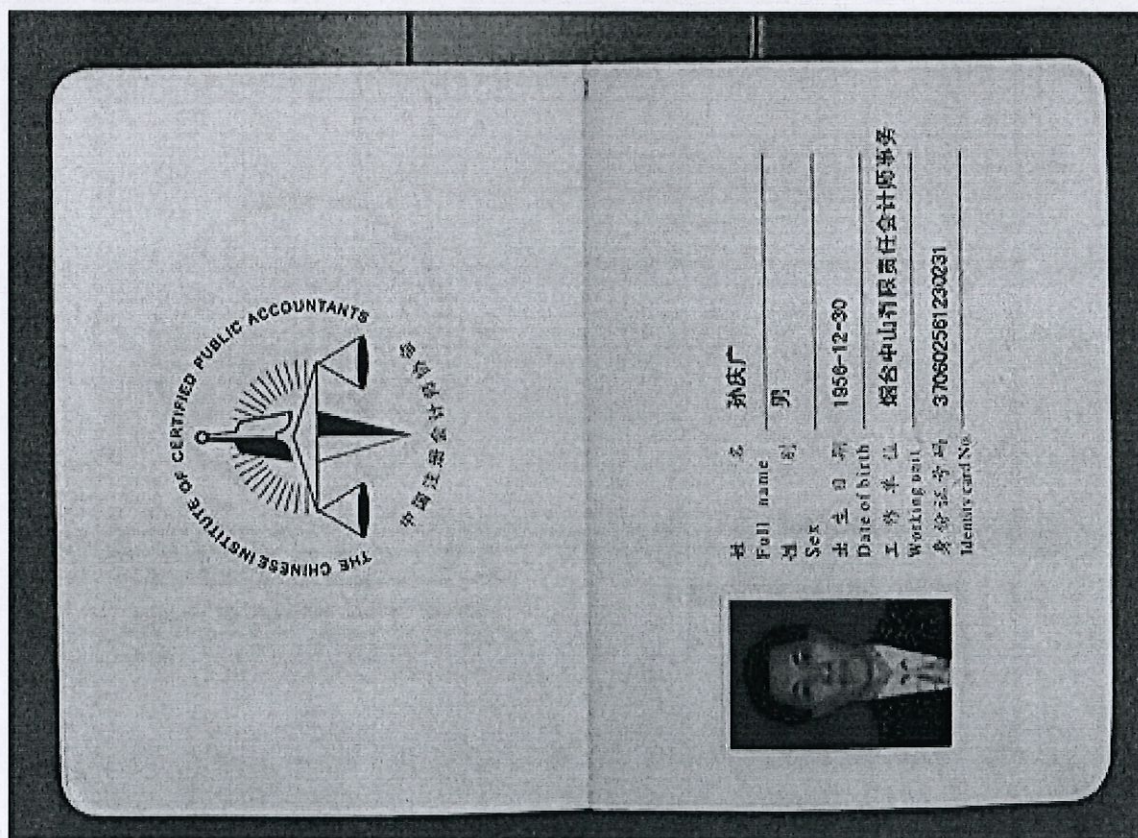 THE CHINESE INSTITUTE OF CERTIFIED PUBLIC ACCOUNTANTS
中国注册会计师协会
姓 名 孙庆广
Full name
性 别 男
Sex
出 生 日 期 1956-12-30
Date of birth
工 作 单 位 烟台中山有限责任会计师事务
Working unit
身份证号码 370602561230231
Identity card No.